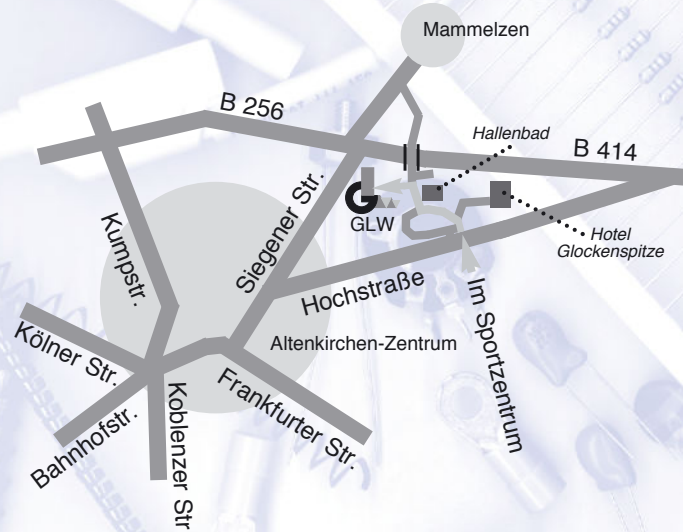 Mammelzen
B 256
Hallenbad
B 414
Siegener Str.
GLW
Kumpstr.
Hotel
Glockenspitze
Hochstraße
Im Sportzentrum
Altenkirchen-Zentrum
Kölner Str.
Frankfurter Str.
Bahnhofstr.
Koblenzer Str